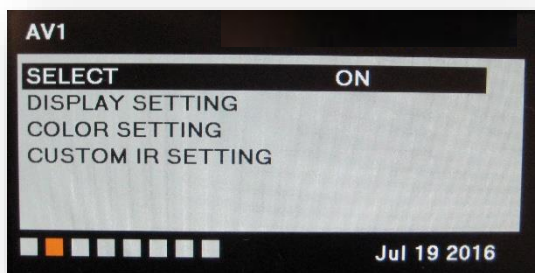 AV1
SELECT ON
DISPLAY SETTING
COLOR SETTING
CUSTOM IR SETTING
Jul 19 2016